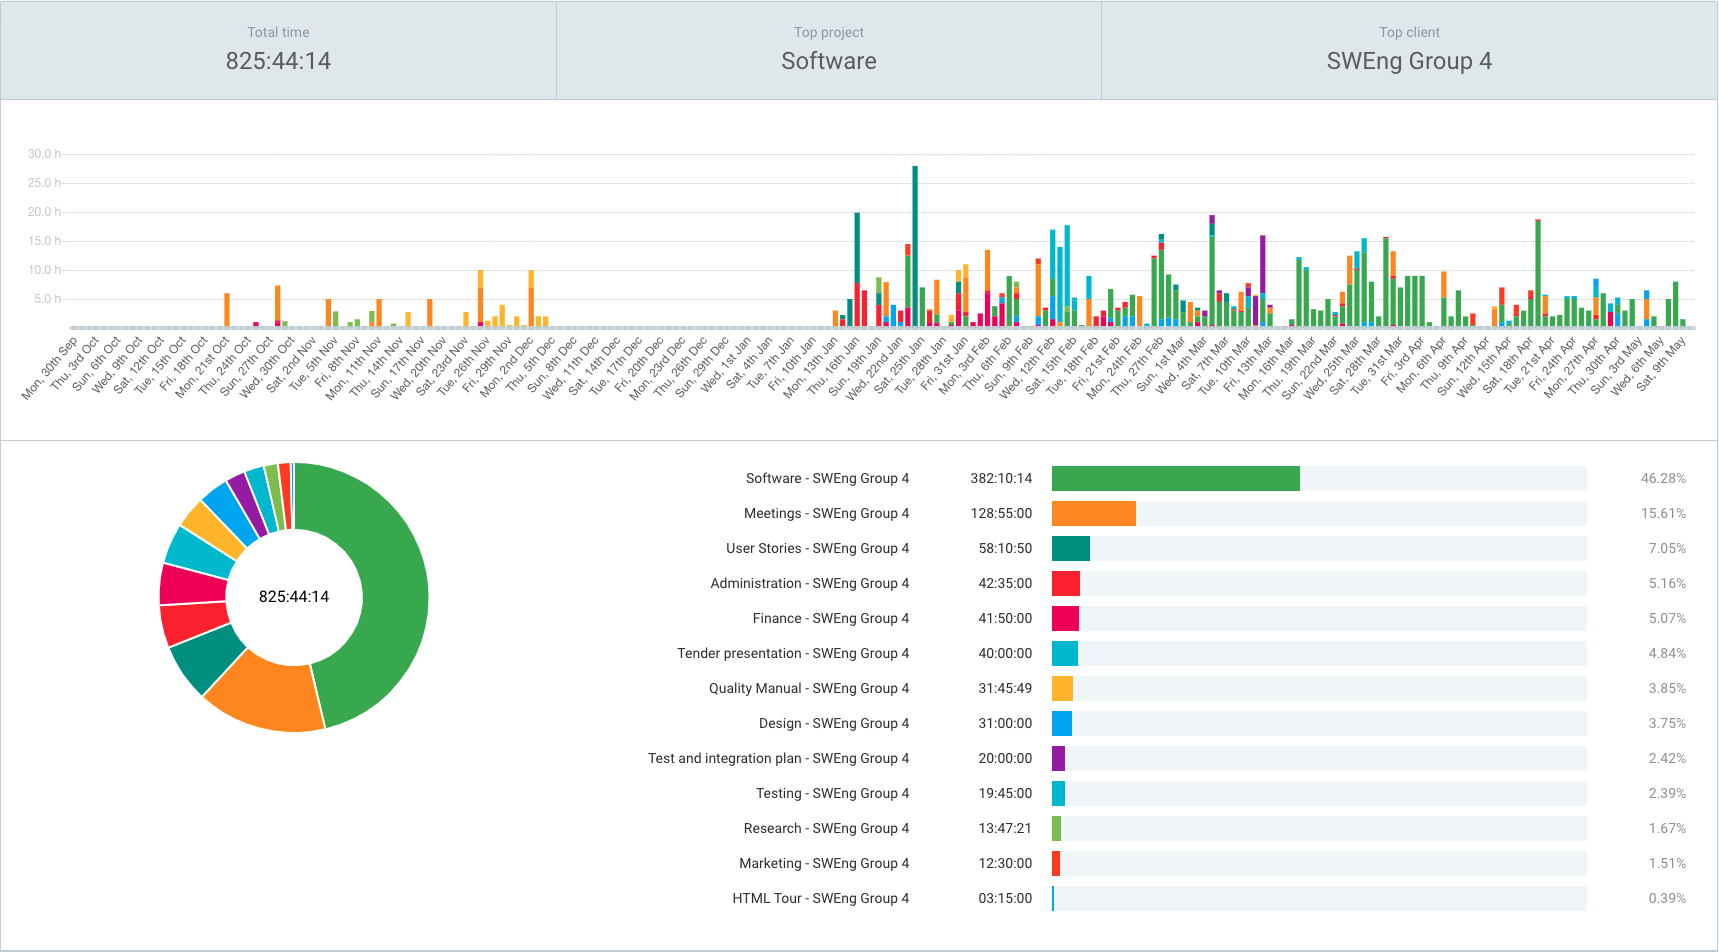 Total time
825:44:14
Top project
Software
Top client
SWEng Group 4
30.0 h
25.0 h
20.0 h
15.0 h
10.0 h
5.0 h
Mon, 30th Sep
Thu, 3rd Oct
Sun, 6th Oct
Wed, 9th Oct
Sat, 12th Oct
Tue, 15th Oct
Fri, 18th Oct
Mon, 21st Oct
Thu, 24th Oct
Sun, 27th Oct
Wed, 30th Oct
Sat, 2nd Nov
Tue, 5th Nov
Fri, 8th Nov
Mon, 11th Nov
Thu, 14th Nov
Sun, 17th Nov
Wed, 20th Nov
Sat, 23rd Nov
Tue, 26th Nov
Fri, 29th Nov
Mon, 2nd Dec
Thu, 5th Dec
Sun, 8th Dec
Wed, 11th Dec
Sat, 14th Dec
Tue, 17th Dec
Fri, 20th Dec
Mon, 23rd Dec
Thu, 26th Dec
Sun, 29th Dec
Wed, 1st Jan
Sat, 4th Jan
Tue, 7th Jan
Fri, 10th Jan
Mon, 13th Jan
Thu, 16th Jan
Sun, 19th Jan
Wed, 22nd Jan
Sat, 25th Jan
Tue, 28th Jan
Fri, 31st Jan
Mon, 3rd Feb
Thu, 6th Feb
Sun, 9th Feb
Wed, 12th Feb
Sat, 15th Feb
Tue, 18th Feb
Fri, 21st Feb
Mon, 24th Feb
Thu, 27th Feb
Sun, 1st Mar
Wed, 4th Mar
Sat, 7th Mar
Tue, 10th Mar
Fri, 13th Mar
Mon, 16th Mar
Thu, 19th Mar
Sun, 22nd Mar
Wed, 25th Mar
Sat, 28th Mar
Tue, 31st Mar
Fri, 3rd Apr
Mon, 6th Apr
Thu, 9th Apr
Sun, 12th Apr
Wed, 15th Apr
Sat, 18th Apr
Tue, 21st Apr
Fri, 24th Apr
Mon, 27th Apr
Thu, 30th Apr
Sun, 3rd May
Wed, 6th May
Sat, 9th May
825:44:14
Software - SWEng Group 4 382:10:14 46.28%
Meetings - SWEng Group 4 128:55:00 15.61%
User Stories - SWEng Group 4 58:10:50 7.05%
Administration - SWEng Group 4 42:35:00 5.16%
Finance - SWEng Group 4 41:50:00 5.07%
Tender presentation - SWEng Group 4 40:00:00 4.84%
Quality Manual - SWEng Group 4 31:45:49 3.85%
Design - SWEng Group 4 31:00:00 3.75%
Test and integration plan - SWEng Group 4 20:00:00 2.42%
Testing - SWEng Group 4 19:45:00 2.39%
Research - SWEng Group 4 13:47:21 1.67%
Marketing - SWEng Group 4 12:30:00 1.51%
HTML Tour - SWEng Group 4 03:15:00 0.39%